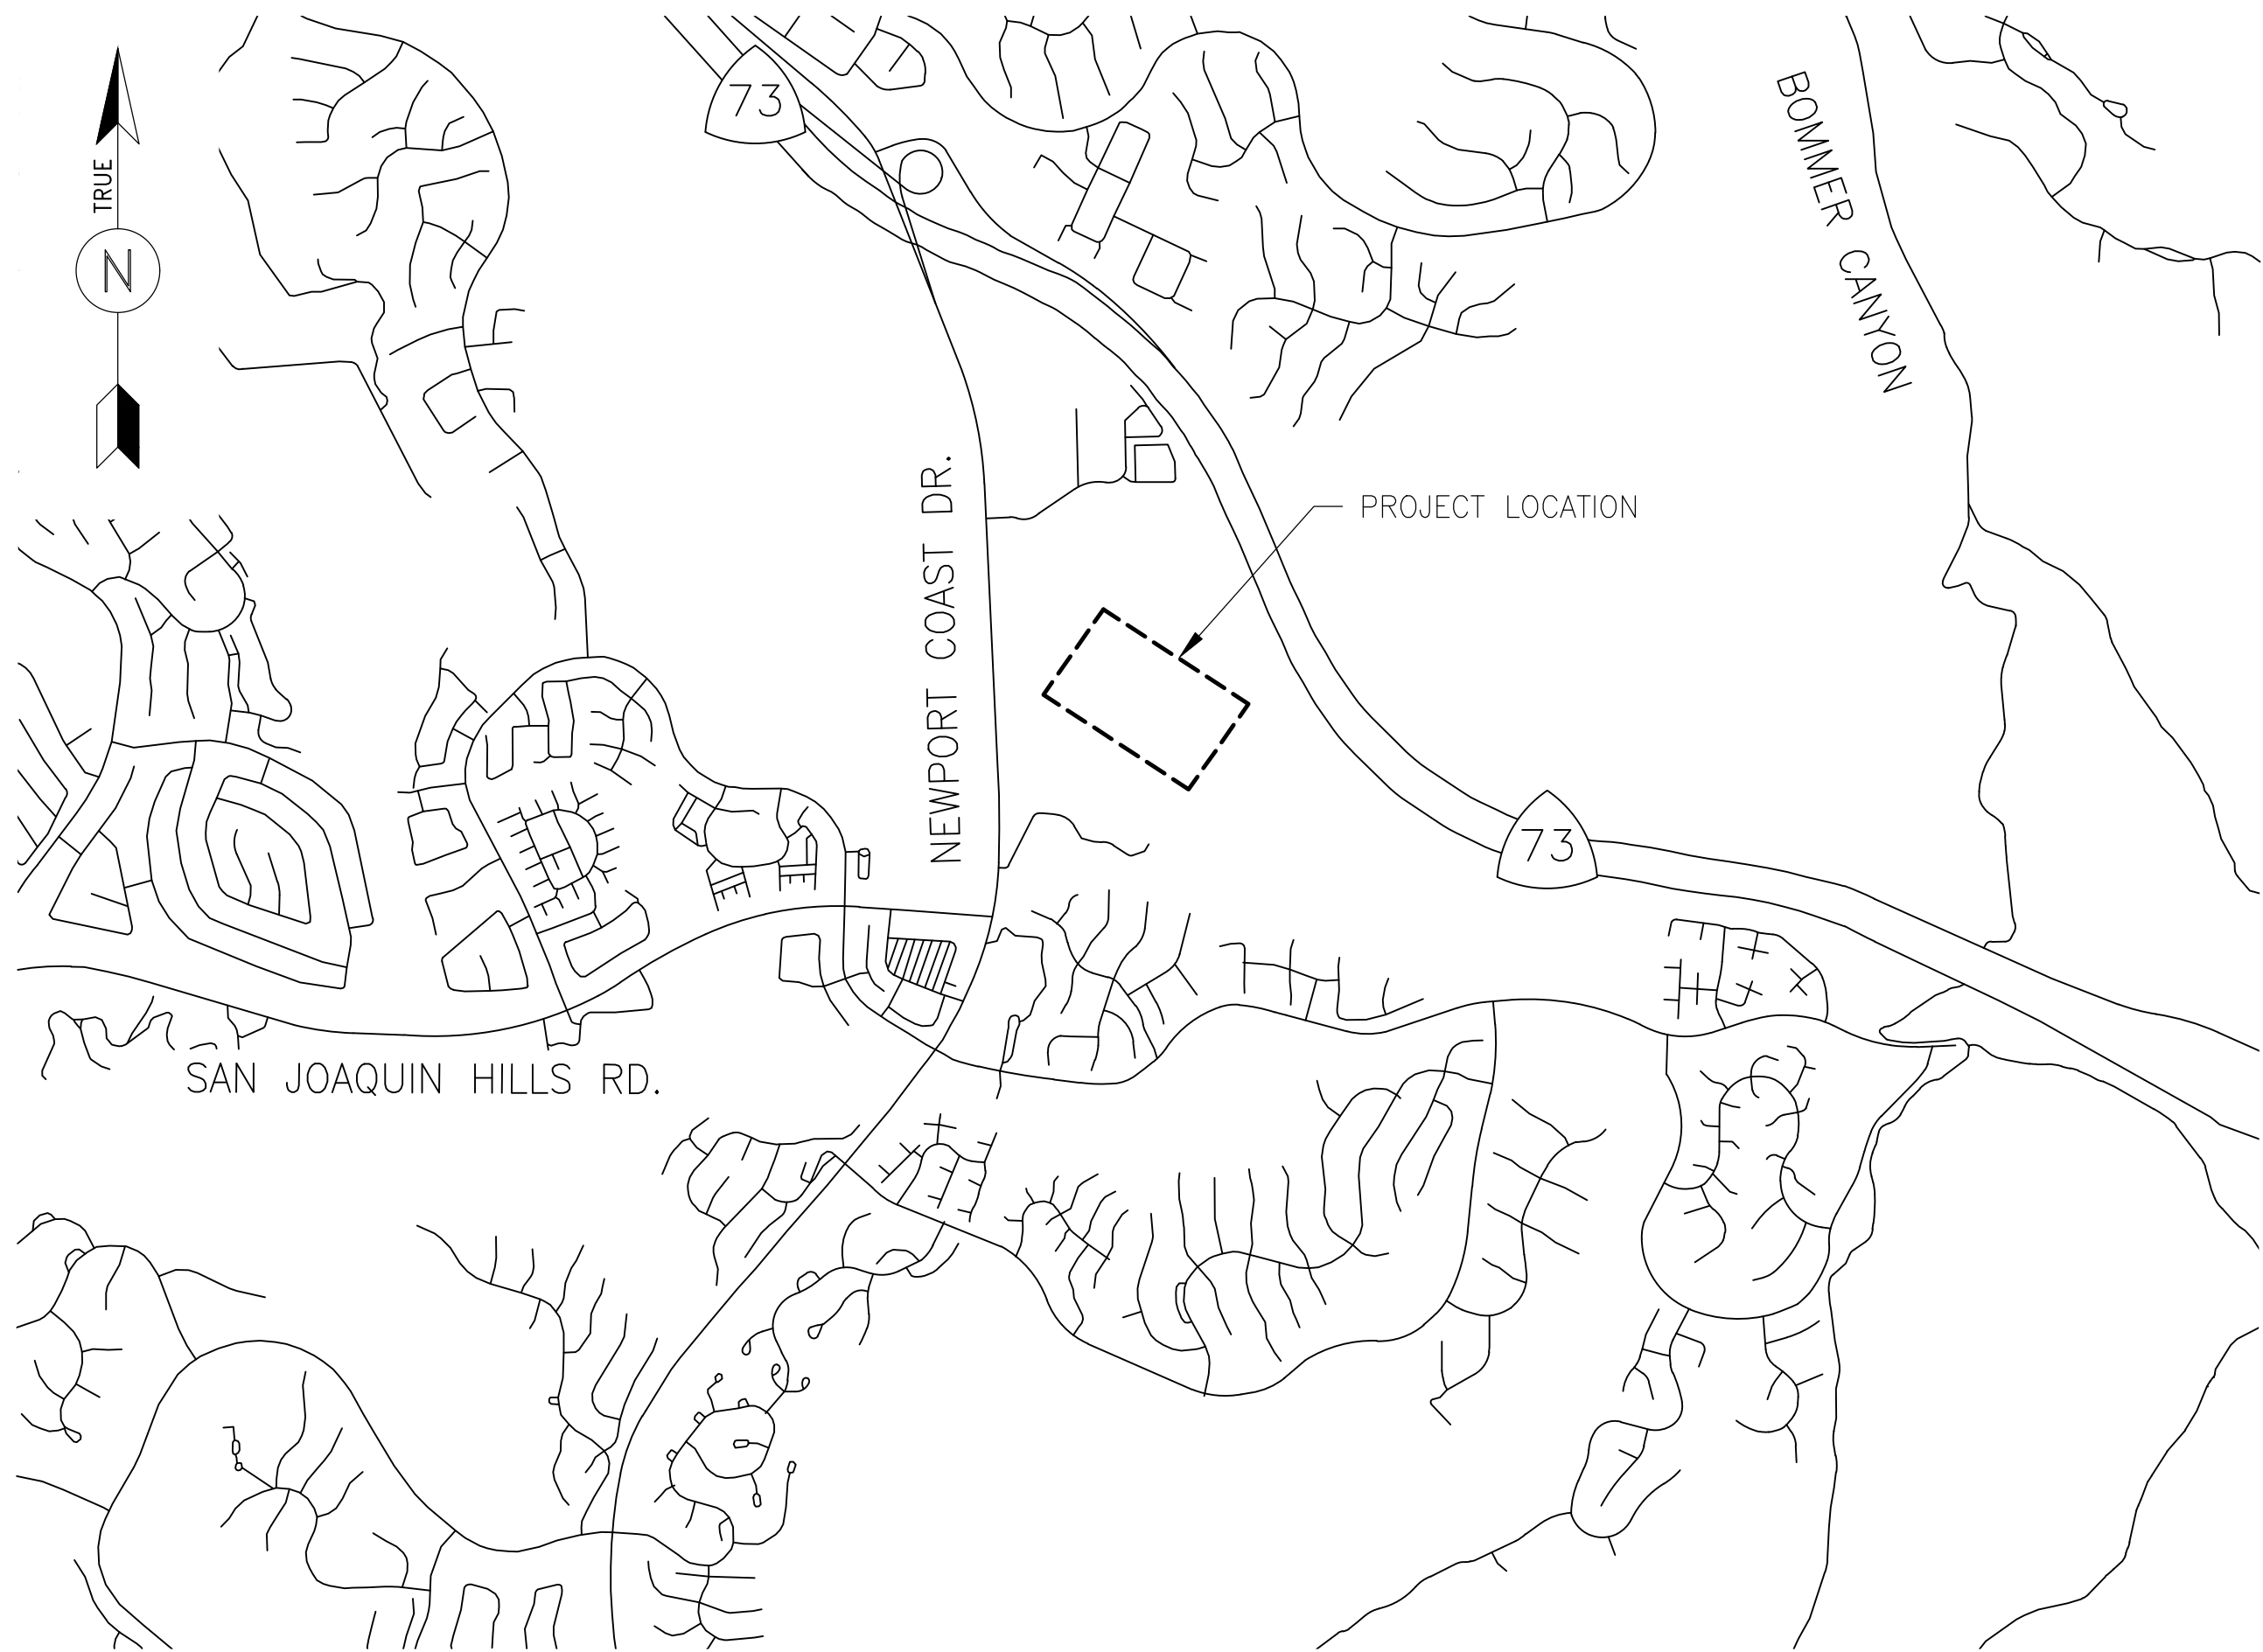 73
BOMMER CANYON
TRUE
N
NEWPORT COAST DR.
PROJECT LOCATION
73
SAN JOAQUIN HILLS RD.